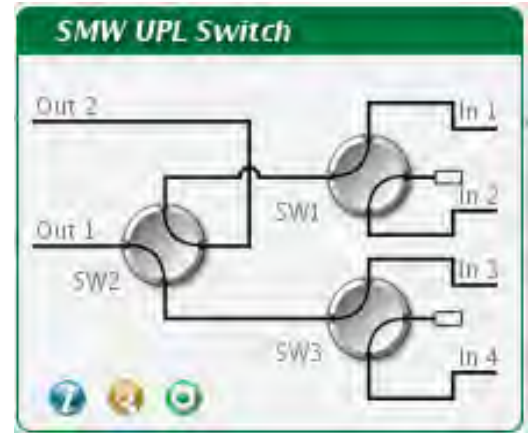 SMW UPL Switch
Out 2
In 1
SW1
In 2
Out 1
SW2
In 3
SW3
In 4